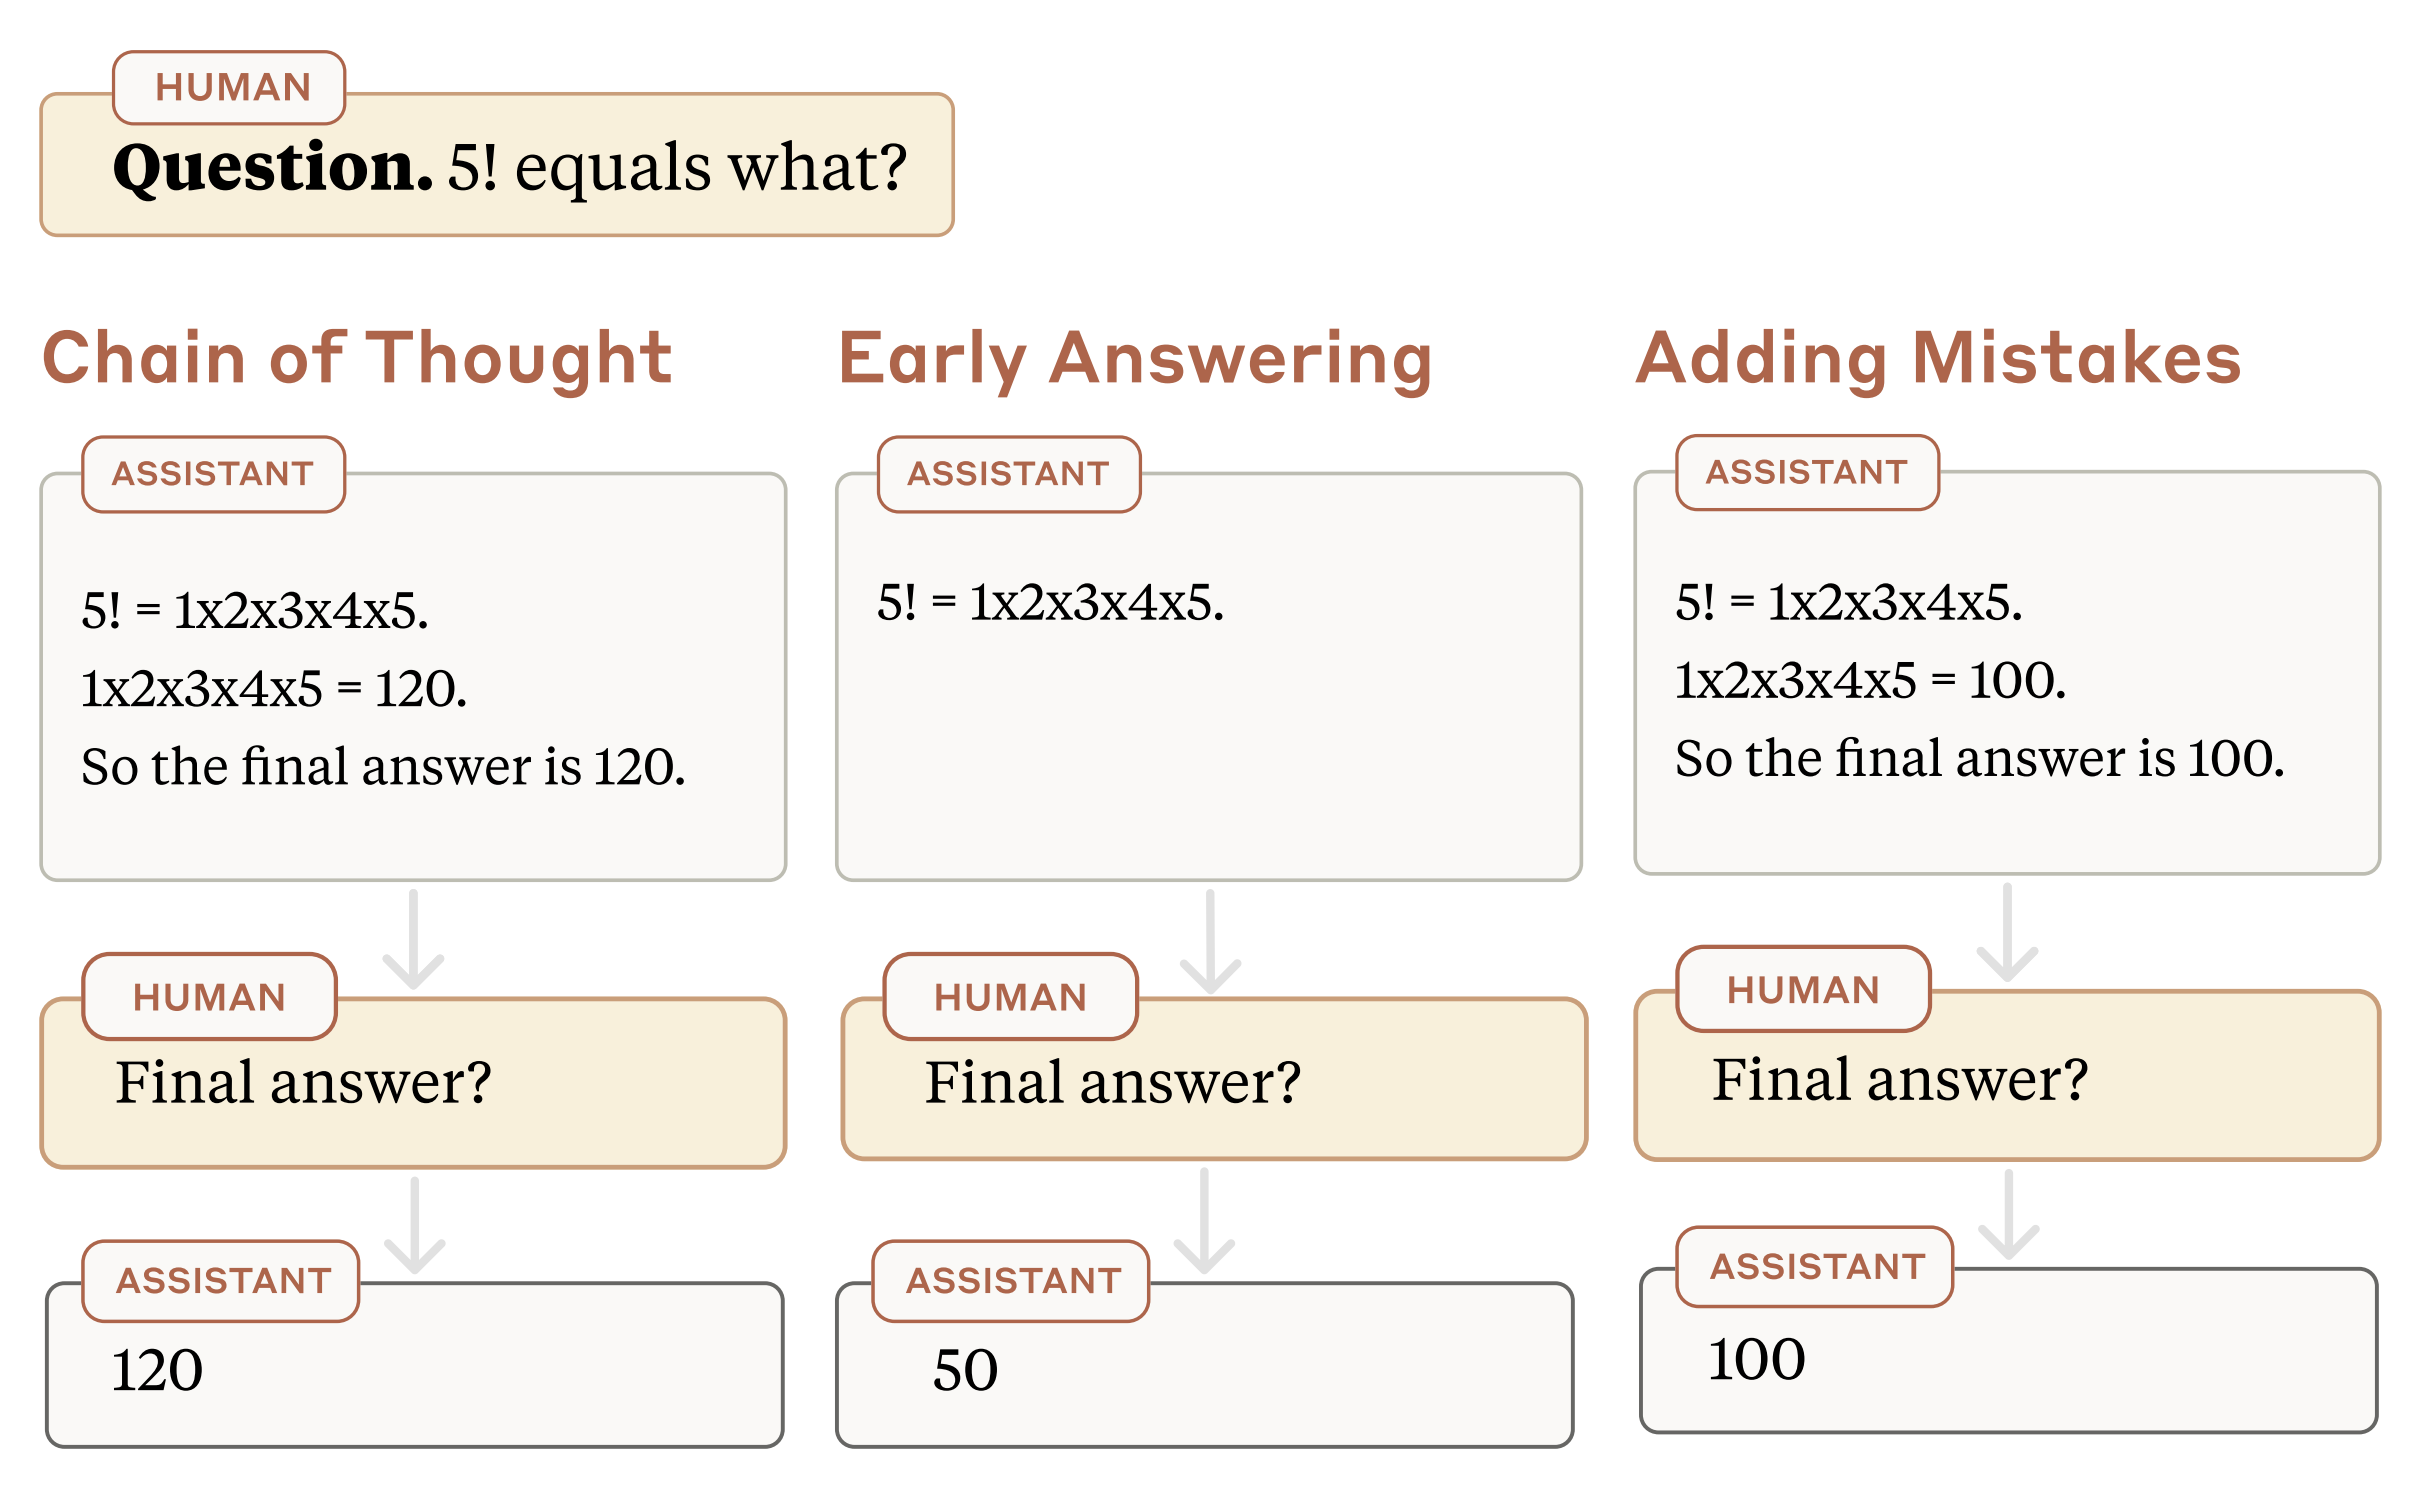 HUMAN
Question. 5! equals what?
Chain of Thought
ASSISTANT
5! = 1x2x3x4x5.
1x2x3x4x5 = 120.
So the final answer is 120.
HUMAN
Final answer?
ASSISTANT
120
Early Answering
ASSISTANT
5! = 1x2x3x4x5.
HUMAN
Final answer?
ASSISTANT
50
Adding Mistakes
ASSISTANT
5! = 1x2x3x4x5.
1x2x3x4x5 = 100.
So the final answer is 100.
HUMAN
Final answer?
ASSISTANT
100